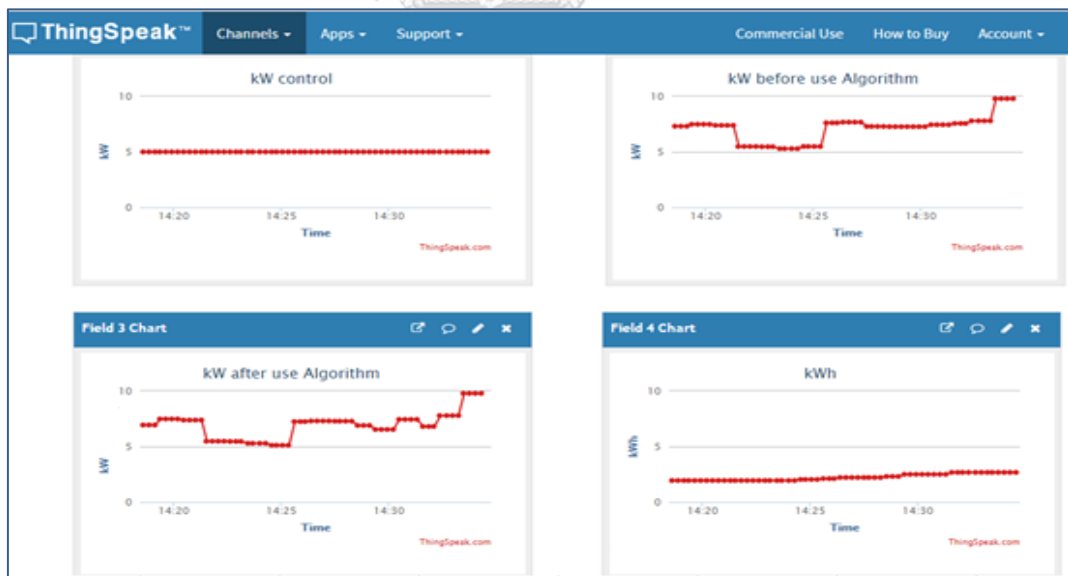 ThingSpeak™ Channels Apps Support Commercial Use How to Buy Account
kW control
10
5
0
kW
14:20 14:25 14:30
Time
ThingSpeak.com
kW before use Algorithm
10
5
0
kW
14:20 14:25 14:30
Time
ThingSpeak.com
Field 3 Chart
kW after use Algorithm
10
5
0
kW
14:20 14:25 14:30
Time
ThingSpeak.com
Field 4 Chart
kWh
10
5
0
kWh
14:20 14:25 14:30
Time
ThingSpeak.com